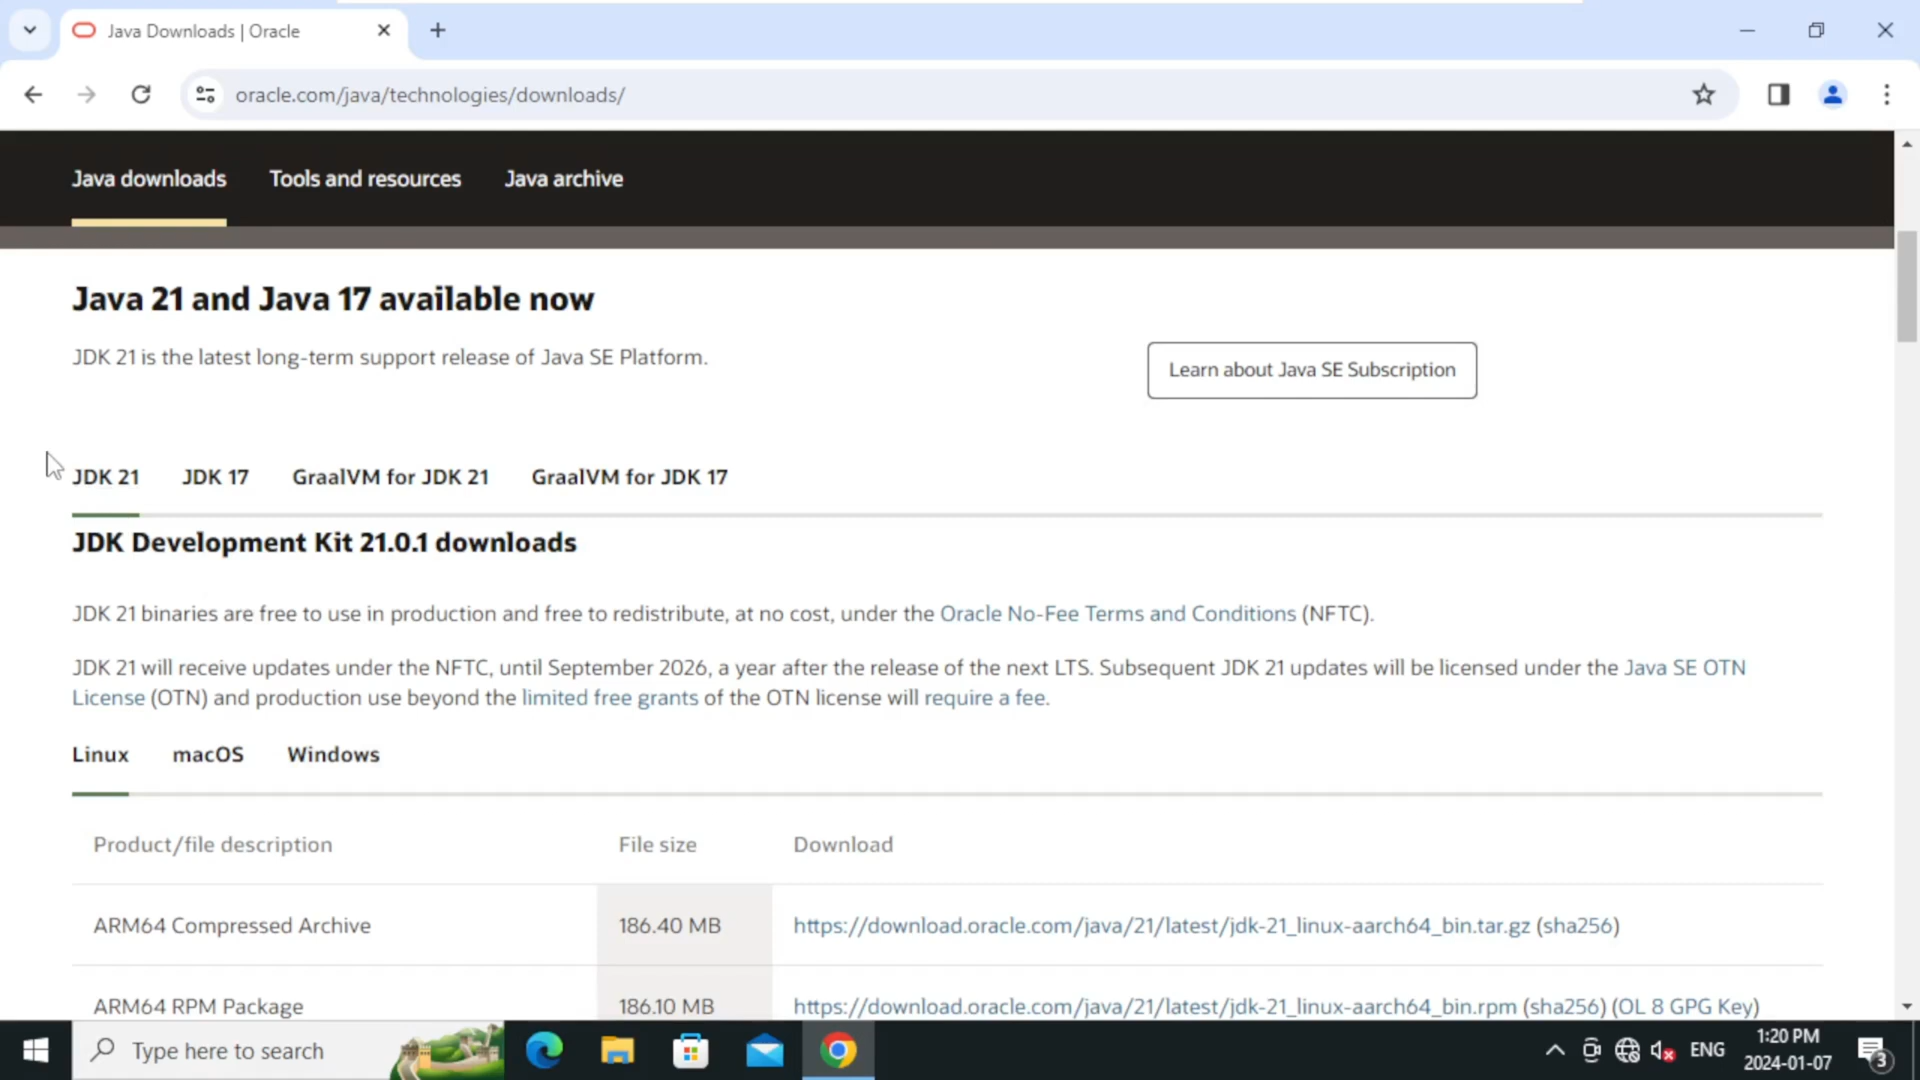 Java Downloads | Oracle
oracle.com/java/technologies/downloads/
Java downloads Tools and resources Java archive
Java 21 and Java 17 available now
JDK 21 is the latest long-term support release of Java SE Platform.
Learn about Java SE Subscription
JDK 21 JDK 17 GraalVM for JDK 21 GraalVM for JDK 17
JDK Development Kit 21.0.1 downloads
JDK 21 binaries are free to use in production and free to redistribute, at no cost, under the Oracle No-Fee Terms and Conditions (NFTC).
JDK 21 will receive updates under the NFTC, until September 2026, a year after the release of the next LTS. Subsequent JDK 21 updates will be licensed under the Java SE OTN
License (OTN) and production use beyond the limited free grants of the OTN license will require a fee.
Linux macOS Windows
Product/file description File size Download
ARM64 Compressed Archive 186.40 MB https://download.oracle.com/java/21/latest/jdk-21_linux-aarch64_bin.tar.gz (sha256)
ARM64 RPM Package 186.10 MB https://download.oracle.com/java/21/latest/jdk-21_linux-aarch64_bin.rpm (sha256) (OL 8 GPG Key)
Type here to search
ENG
1:20 PM
2024-01-07
3